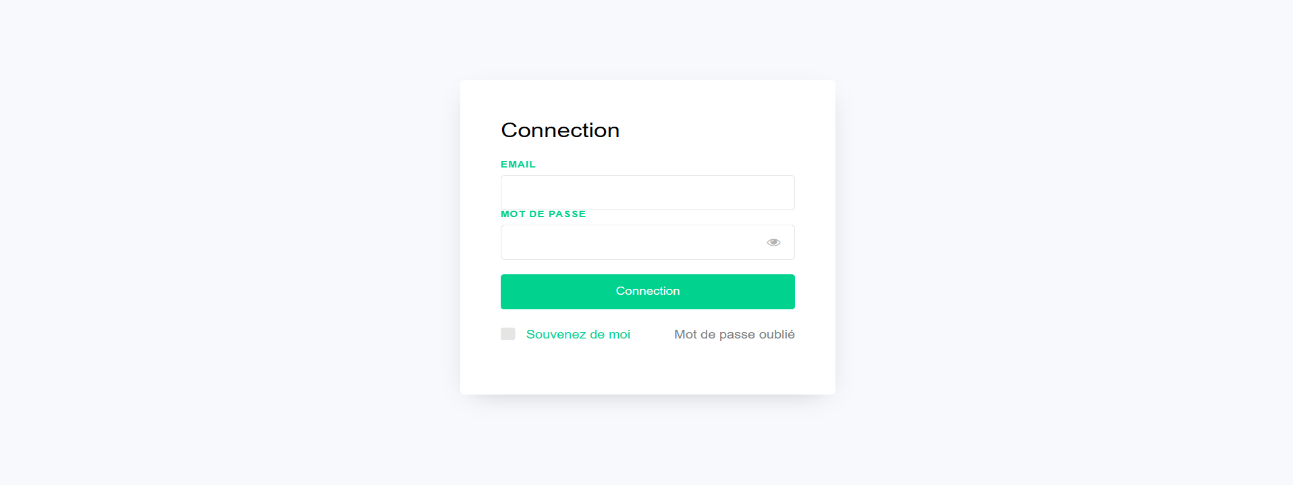 Connection
EMAIL
MOT DE PASSE
Connection
Souvenez de moi
Mot de passe oublié